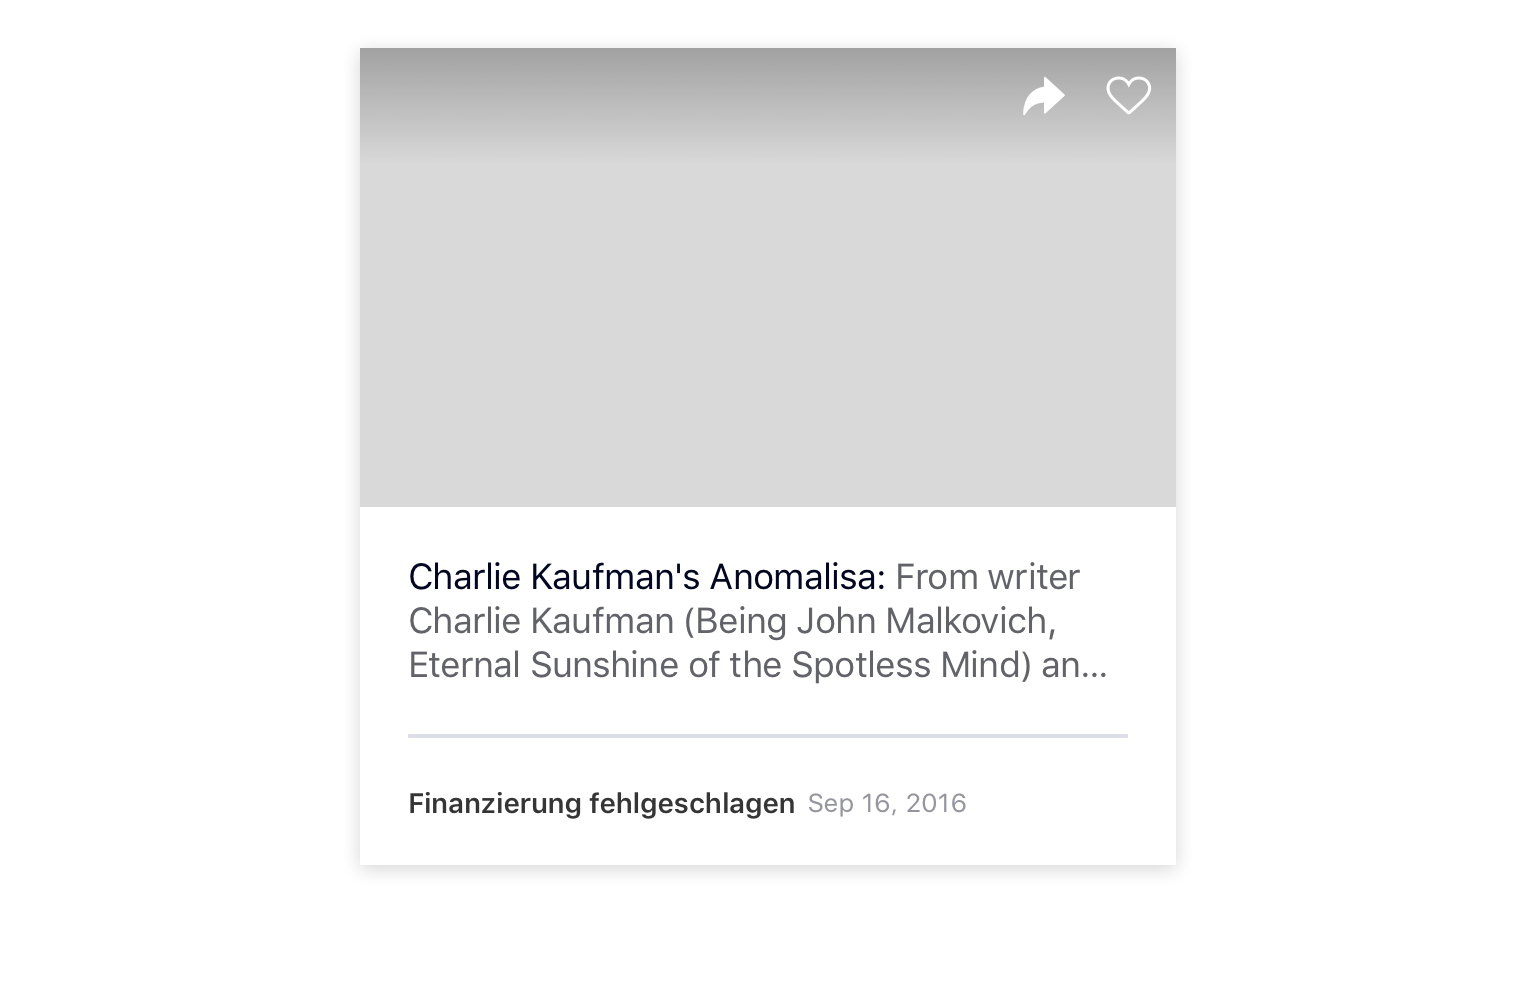 Charlie Kaufman's Anomalisa: From writer
Charlie Kaufman (Being John Malkovich,
Eternal Sunshine of the Spotless Mind) an...
Finanzierung fehlgeschlagen Sep 16, 2016